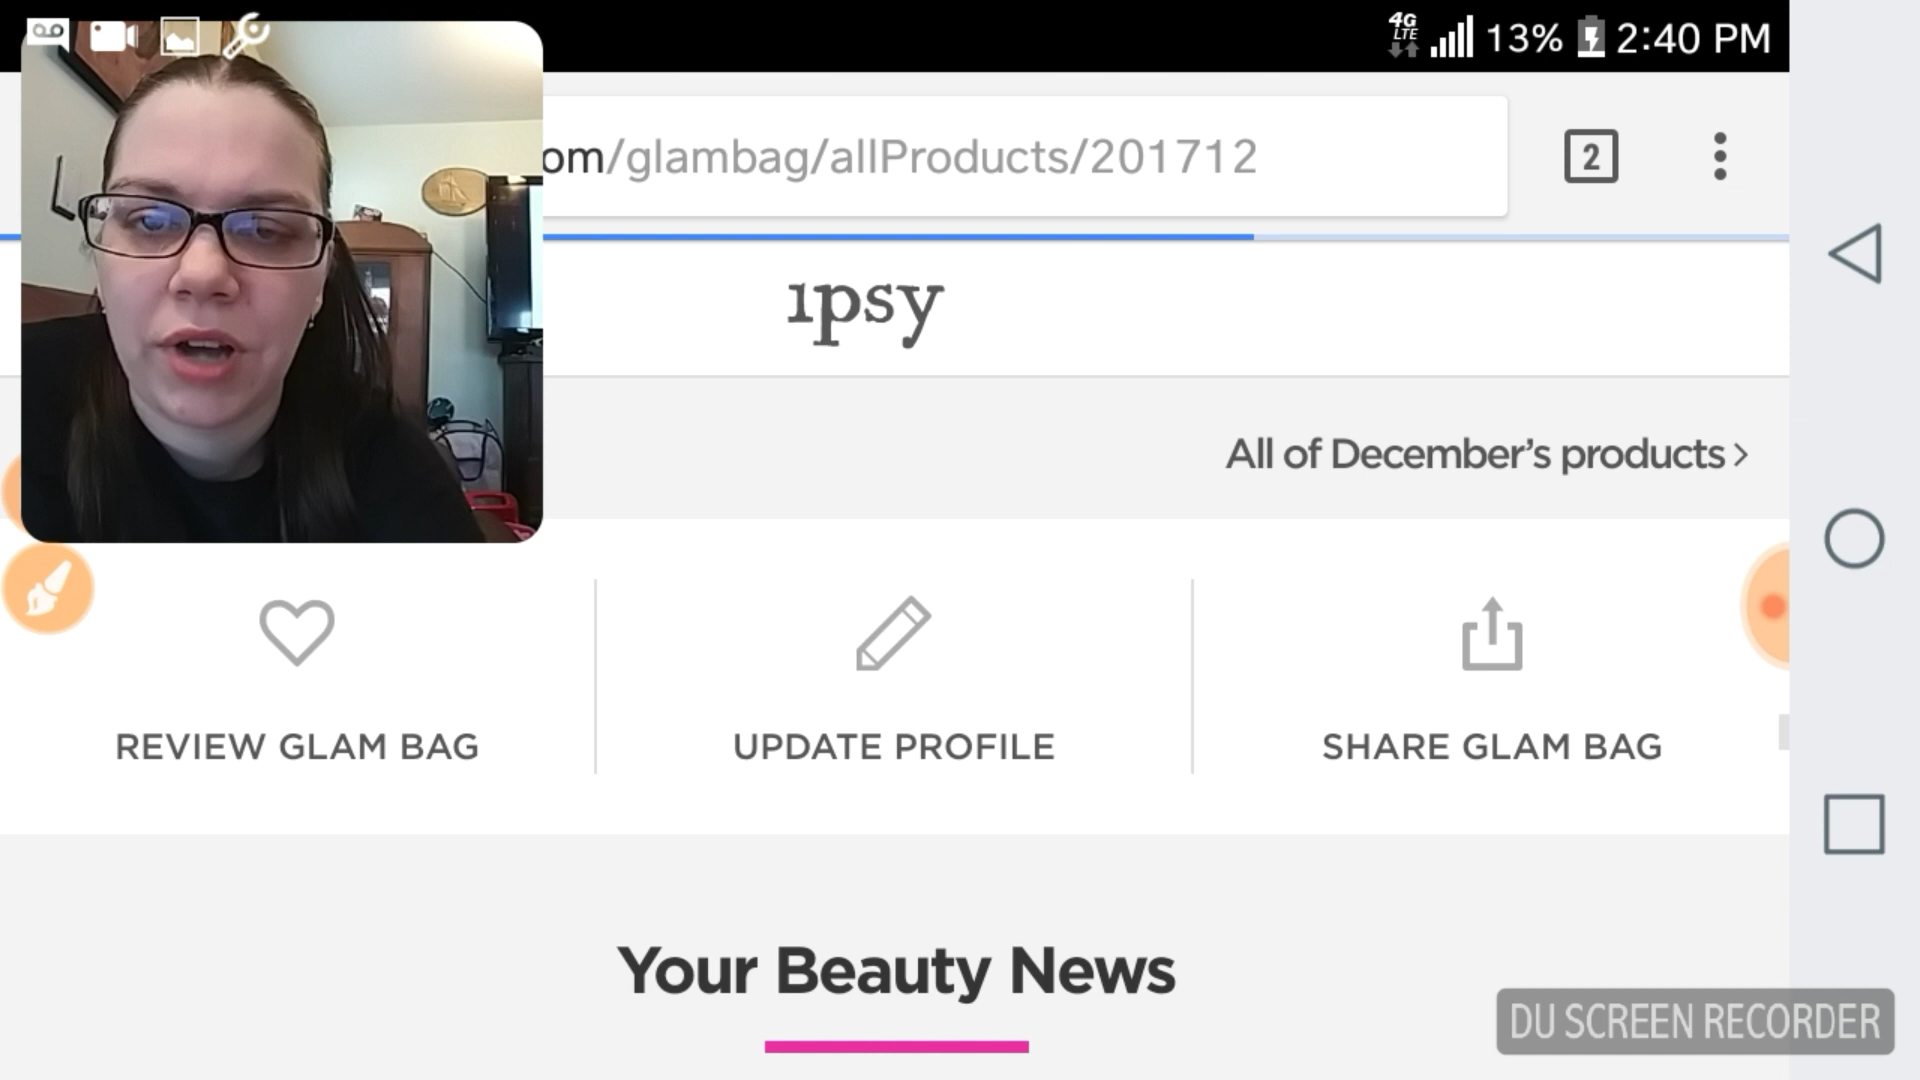 4G
LTE
13%
2:40 PM
om/glambag/allProducts/201712
2
ıpsy
All of December's products >
REVIEW GLAM BAG
UPDATE PROFILE
SHARE GLAM BAG
Your Beauty News
DU SCREEN RECORDER